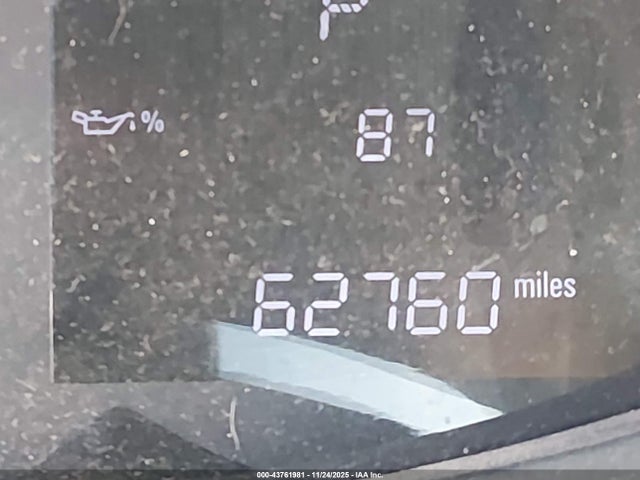 P
% 87
62760 miles
000-43761981 - 11/24/2025 - IAA Inc.